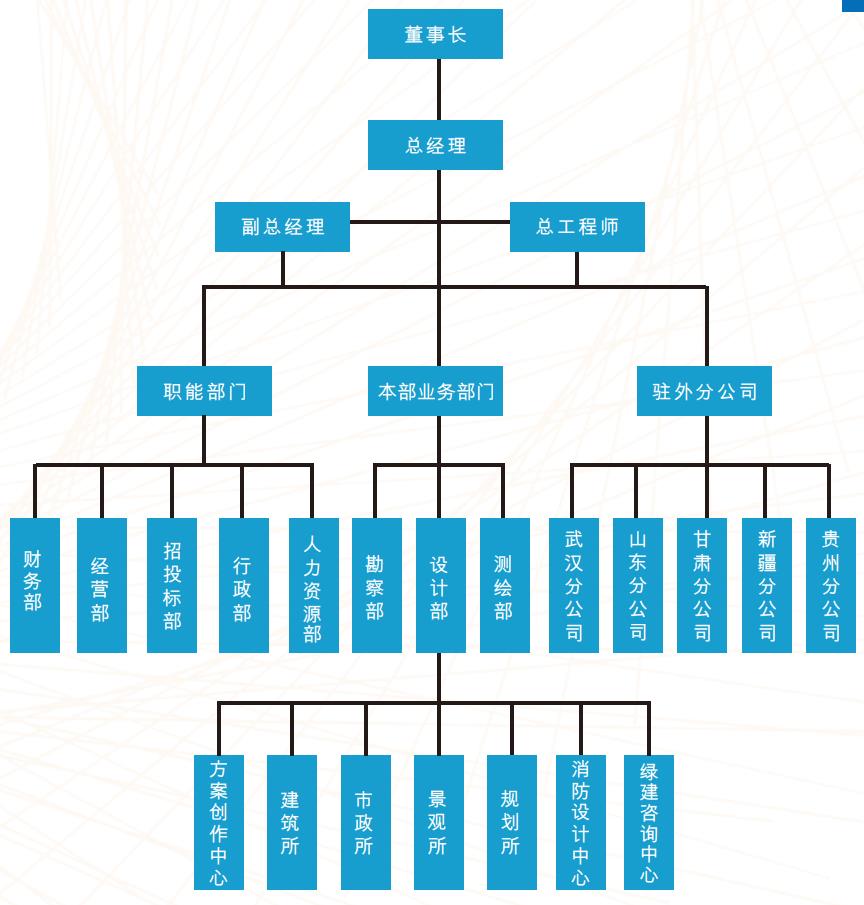 董事长
总经理
副总经理
总工程师
职能部门
本部业务部门
驻外分公司
财务部
经营部
招投标部
行政部
人力资源部
勘察部
设计部
测绘部
武汉分公司
山东分公司
甘肃分公司
新疆分公司
贵州分公司
方案创作中心
建筑所
市政所
景观所
规划所
消防设计中心
绿建咨询中心